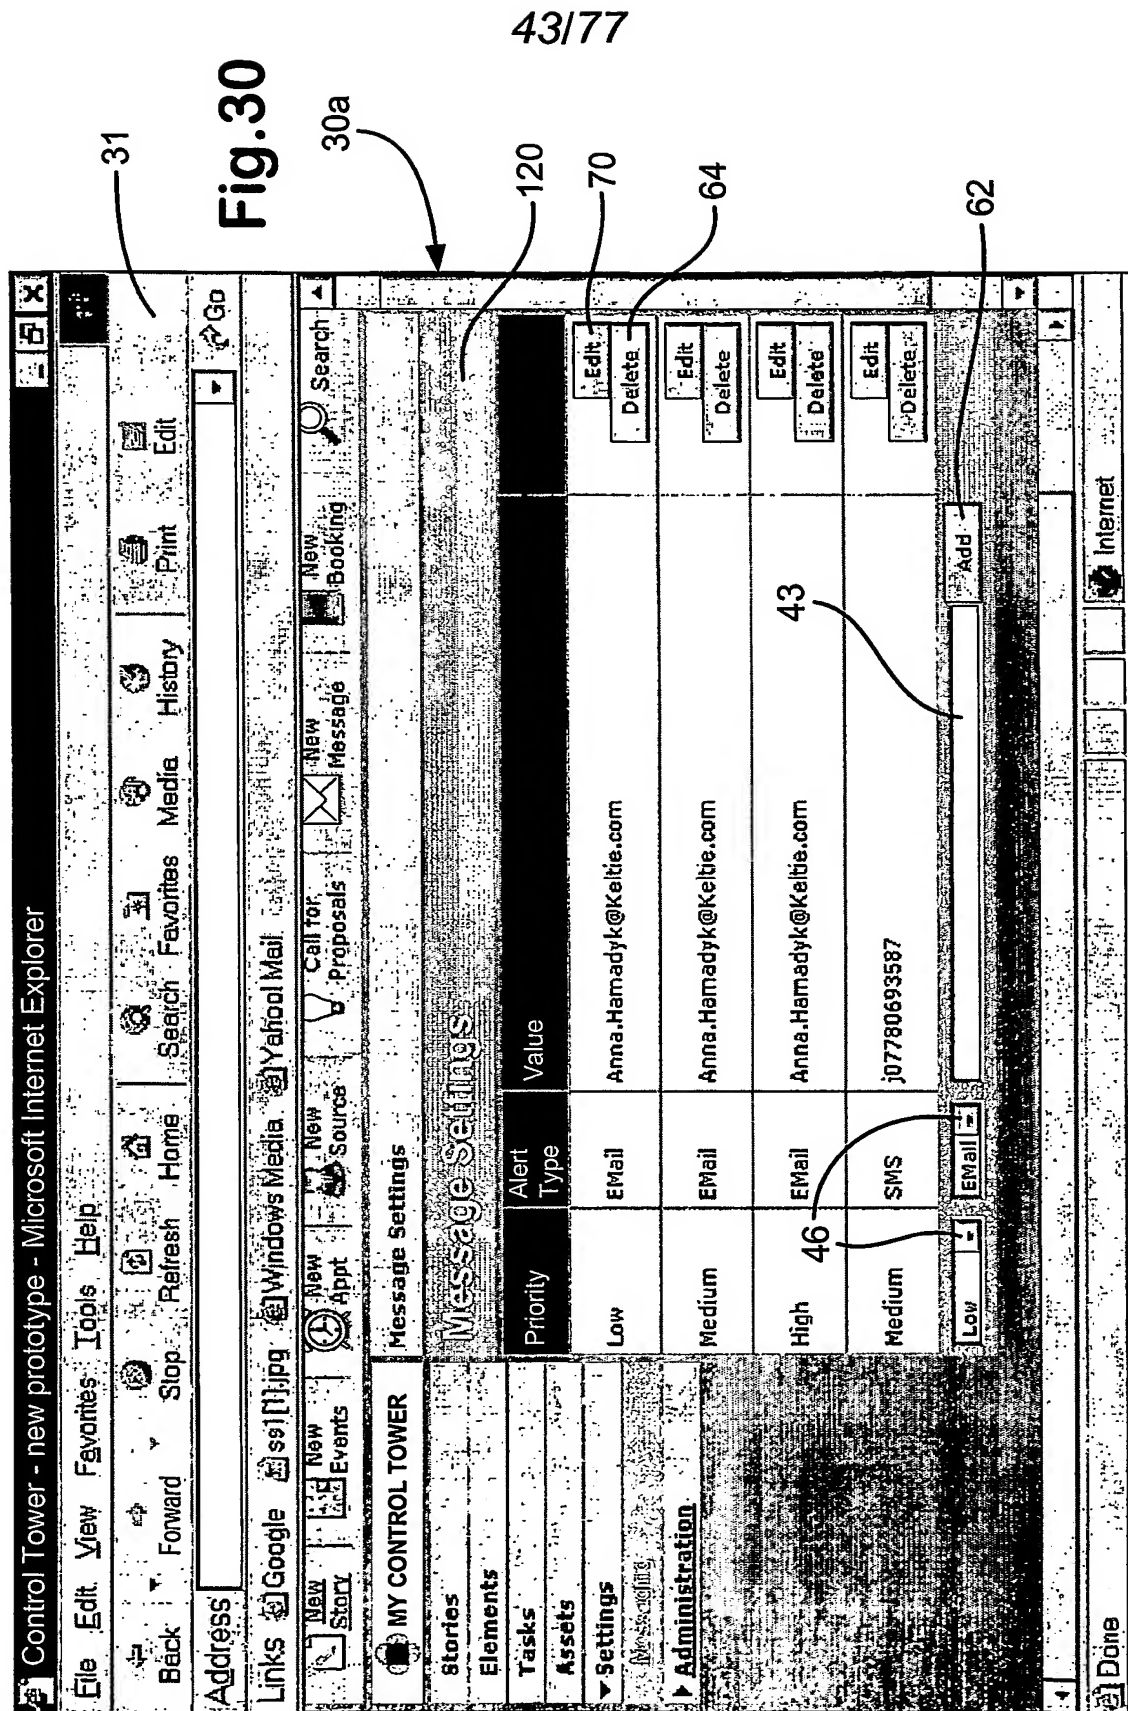 43/77
Fig.30
Control Tower - new prototype - Microsoft Internet Explorer
File Edit View Favorites Tools Help
Back Forward Stop Refresh Home Search Favorites Media History Print Edit
31
Address Go
Links Google s91[1].jpg Windows Media Yahoo! Mail
30a
New Story New Events New Appt New Source Call for Proposals New Message New Booking Search
MY CONTROL TOWER Message Settings
Stories
Elements
Tasks
Assets
Settings
Messaging
Administration
Message Settings
120
Priority Alert Type Value
Low EMail Anna.Hamadyk@Keltie.com Edit Delete
70
64
Medium EMail Anna.Hamadyk@Keltie.com Edit Delete
High EMail Anna.Hamadyk@Keltie.com Edit Delete
46
43
Medium SMS j07780693587 Edit Delete
Low EMail Add
62
Done Internet